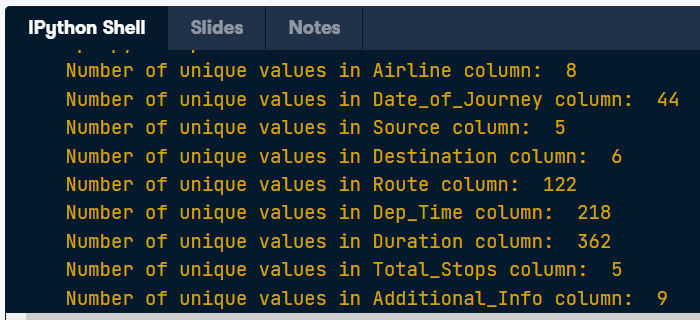 IPython Shell Slides Notes
Number of unique values in Airline column:  8
Number of unique values in Date_of_Journey column:  44
Number of unique values in Source column:  5
Number of unique values in Destination column:  6
Number of unique values in Route column:  122
Number of unique values in Dep_Time column:  218
Number of unique values in Duration column:  362
Number of unique values in Total_Stops column:  5
Number of unique values in Additional_Info column:  9